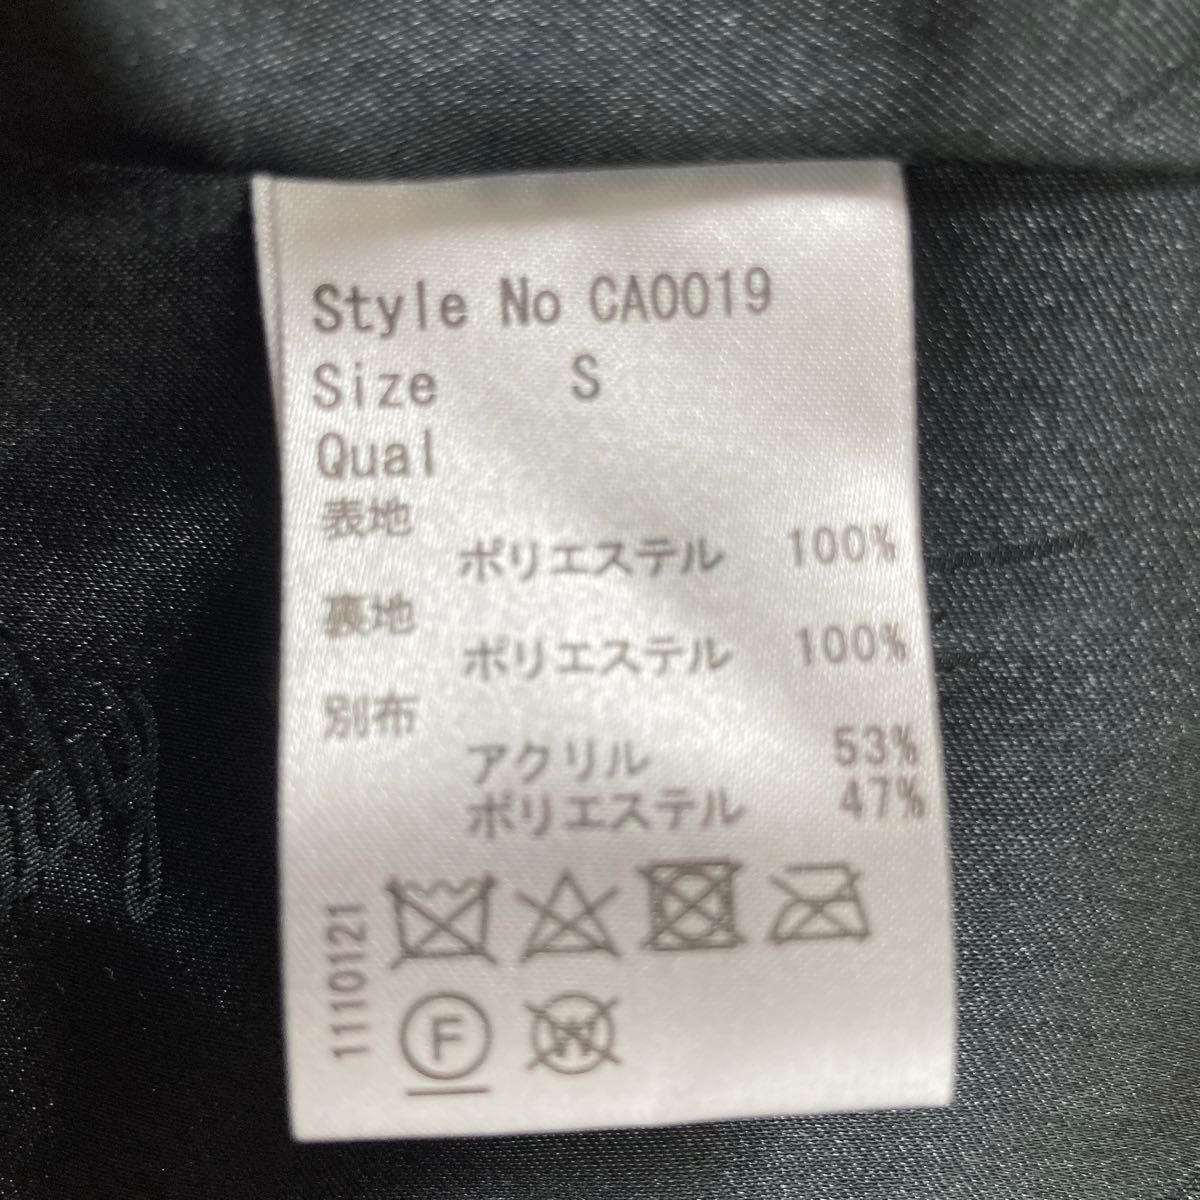 Style No CA0019
Size S
Qual
表地
ポリエステル 100%
裏地
ポリエステル 100%
別布
アクリル 53%
ポリエステル 47%
1110121
F
W